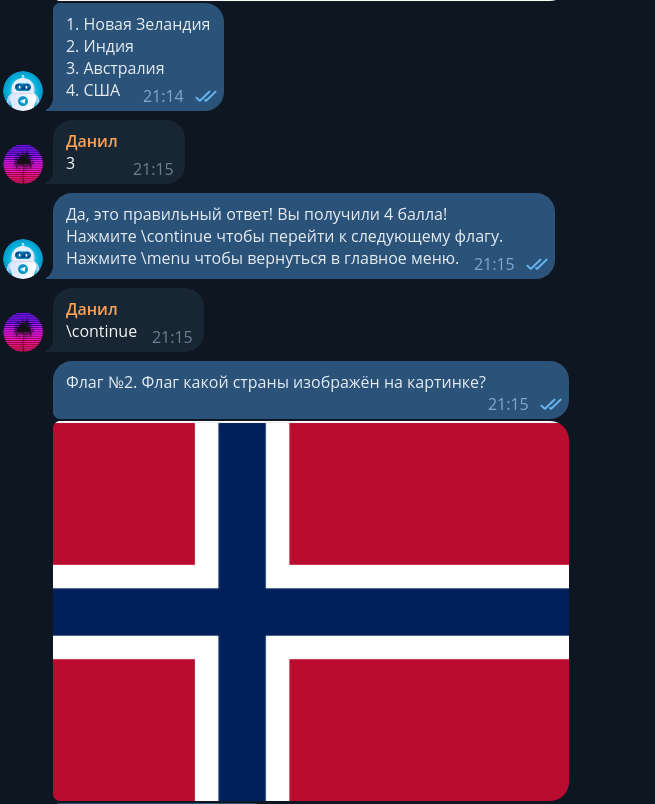 1. Новая Зеландия
2. Индия
3. Австралия
4. США
21:14
Данил
3
21:15
Да, это правильный ответ! Вы получили 4 балла!
Нажмите \continue чтобы перейти к следующему флагу.
Нажмите \menu чтобы вернуться в главное меню.
21:15
Данил
\continue
21:15
Флаг №2. Флаг какой страны изображён на картинке?
21:15